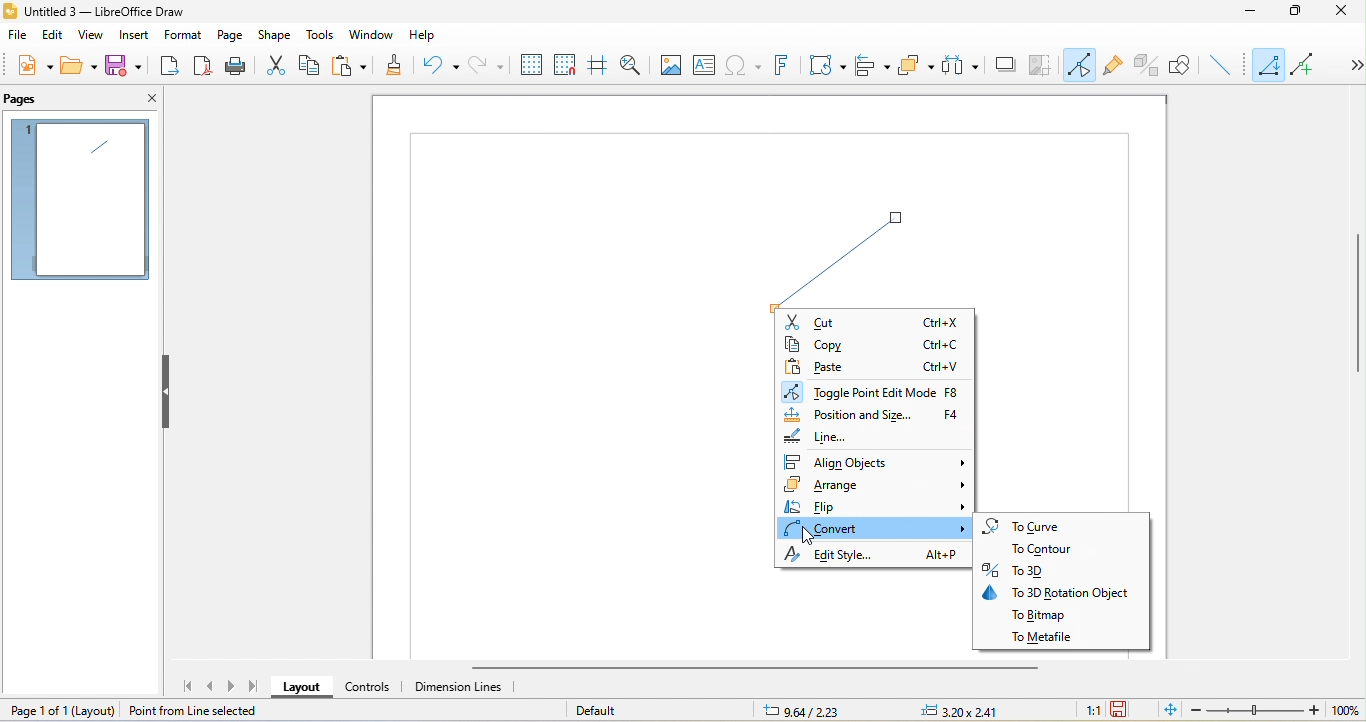 Untitled 3 — LibreOffice Draw
File Edit View Insert Format Page Shape Tools Window Help
Pages
1
Cut Ctrl+X
Copy Ctrl+C
Paste Ctrl+V
Toggle Point Edit Mode F8
Position and Size... F4
Line...
Align Objects
Arrange
Flip
Convert
Edit Style... Alt+P
To Curve
To Contour
To 3D
To 3D Rotation Object
To Bitmap
To Metafile
Layout Controls Dimension Lines
Page 1 of 1 (Layout) Point from Line selected Default 9.64 / 2.23 3.20 x 2.41 1:1 100%